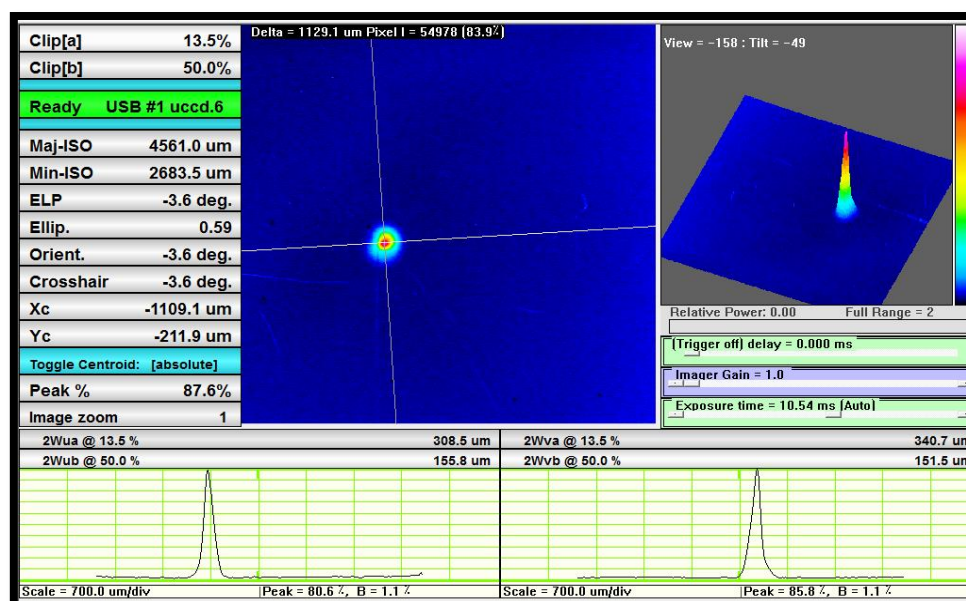 Clip[a] 13.5%
Clip[b] 50.0%
Ready USB #1 uccd.6
Maj-ISO 4561.0 um
Min-ISO 2683.5 um
ELP -3.6 deg.
Ellip. 0.59
Orient. -3.6 deg.
Crosshair -3.6 deg.
Xc -1109.1 um
Yc -211.9 um
Toggle Centroid: [absolute]
Peak % 87.6%
Image zoom 1
Delta = 1129.1 um Pixel I = 54978 (83.9%)
View = -158 : Tilt = -49
Relative Power: 0.00 Full Range = 2
(Trigger off) delay = 0.000 ms
Imager Gain = 1.0
Exposure time = 10.54 ms (Auto)
2Wua @ 13.5 % 308.5 um
2Wub @ 50.0 % 155.8 um
2Wva @ 13.5 % 340.7 um
2Wvb @ 50.0 % 151.5 um
Scale = 700.0 um/div Peak = 80.6 %, B = 1.1 %
Scale = 700.0 um/div Peak = 85.8 %, B = 1.1 %